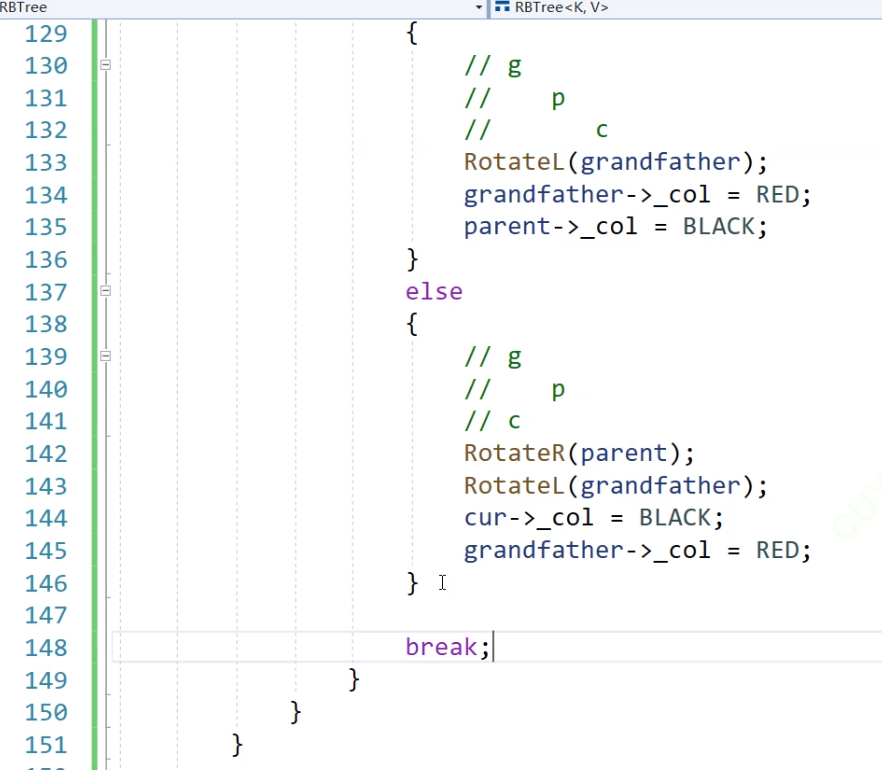 RBTree RBTree<K, V>
129 {
130 // g
131 //    p
132 //       c
133 RotateL(grandfather);
134 grandfather->_col = RED;
135 parent->_col = BLACK;
136 }
137 else
138 {
139 // g
140 //    p
141 // c
142 RotateR(parent);
143 RotateL(grandfather);
144 cur->_col = BLACK;
145 grandfather->_col = RED;
146 }
147
148 break;
149 }
150 }
151 }